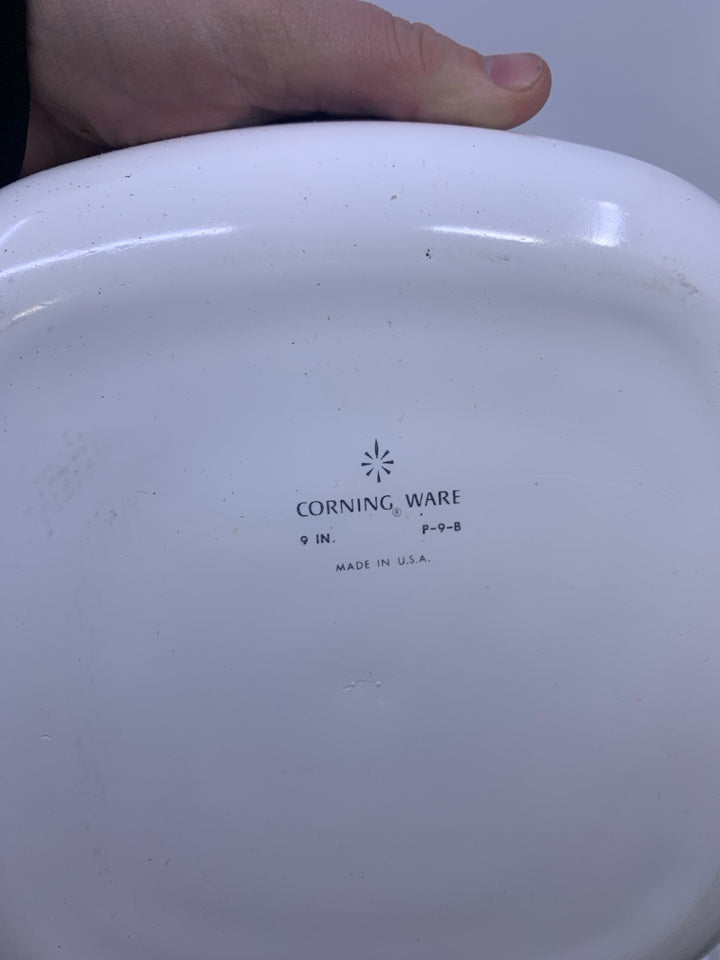 CORNING® WARE
9 IN. P-9-B
MADE IN U.S.A.